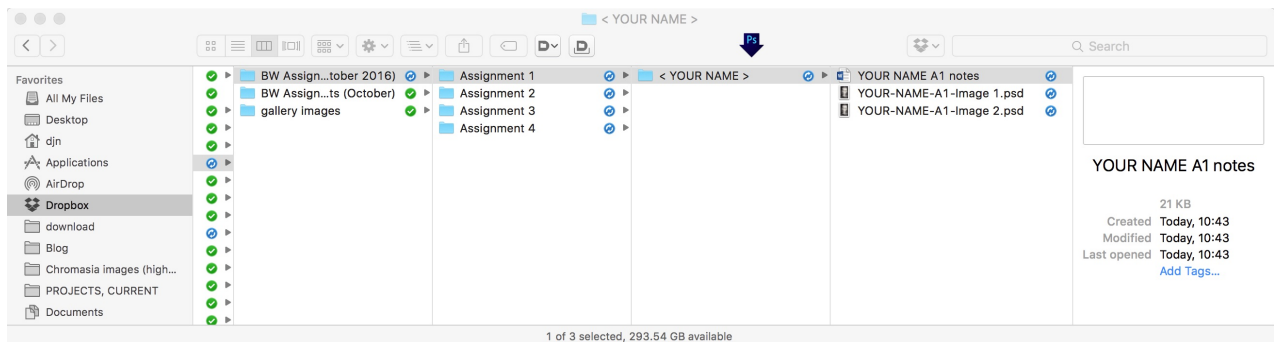 < YOUR NAME >
Ps
D
D
Search
Favorites
All My Files
Desktop
djn
Applications
AirDrop
Dropbox
download
Blog
Chromasia images (high...
PROJECTS, CURRENT
Documents
BW Assign...tober 2016)
BW Assign...ts (October)
gallery images
Assignment 1
Assignment 2
Assignment 3
Assignment 4
< YOUR NAME >
YOUR NAME A1 notes
YOUR-NAME-A1-Image 1.psd
YOUR-NAME-A1-Image 2.psd
YOUR NAME A1 notes
21 KB
Created Today, 10:43
Modified Today, 10:43
Last opened Today, 10:43
Add Tags...
1 of 3 selected, 293.54 GB available